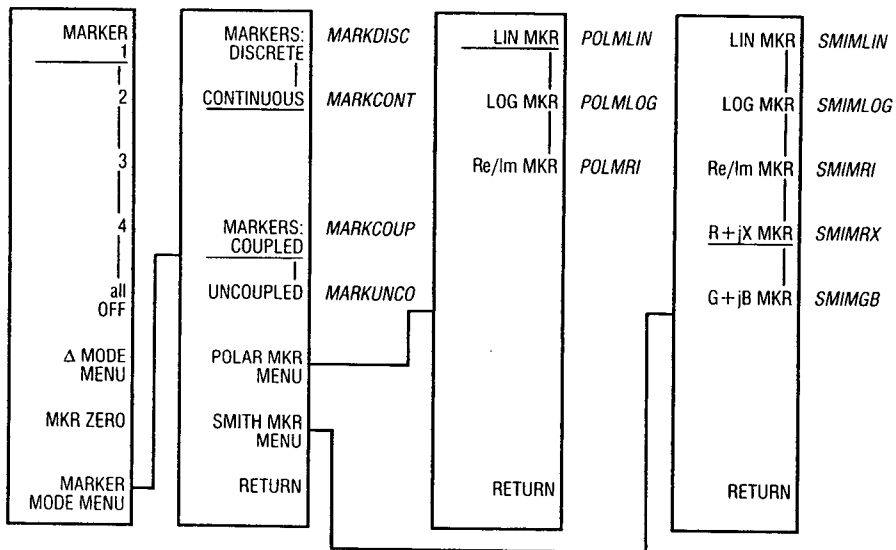 MARKER
1
2
3
4
all
OFF
Δ MODE
MENU
MKR ZERO
MARKER
MODE MENU
MARKERS:
DISCRETE
MARKDISC
CONTINUOUS
MARKCONT
MARKERS:
COUPLED
MARKCOUP
UNCOUPLED
MARKUNCO
POLAR MKR
MENU
SMITH MKR
MENU
RETURN
LIN MKR
POLMLIN
LOG MKR
POLMLOG
Re/Im MKR
POLMRI
RETURN
LIN MKR
SMIMLIN
LOG MKR
SMIMLOG
Re/Im MKR
SMIMRI
R+jX MKR
SMIMRX
G+jB MKR
SMIMGB
RETURN